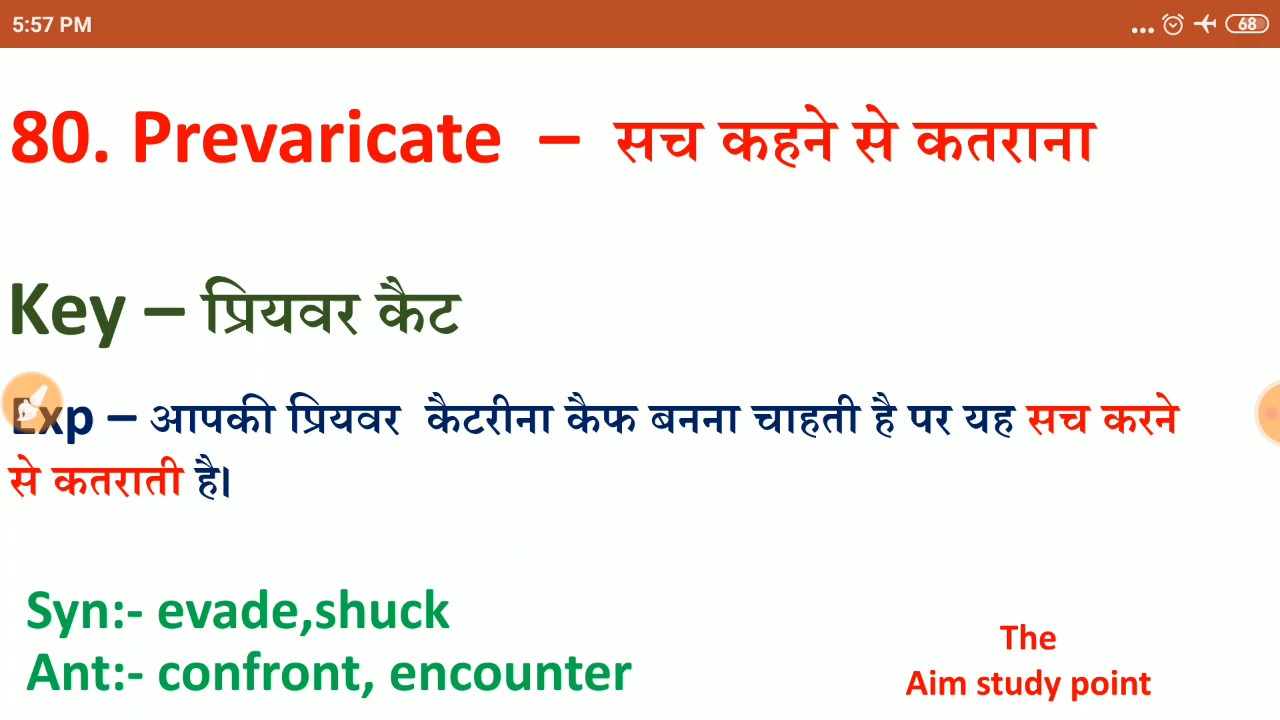 5:57 PM
68
80. Prevaricate – सच कहने से कतराना
Key – प्रियवर कैट
Exp – आपकी प्रियवर कैटरीना कैफ बनना चाहती है पर यह सच करने
से कतराती है।
Syn:- evade,shuck
Ant:- confront, encounter
The
Aim study point